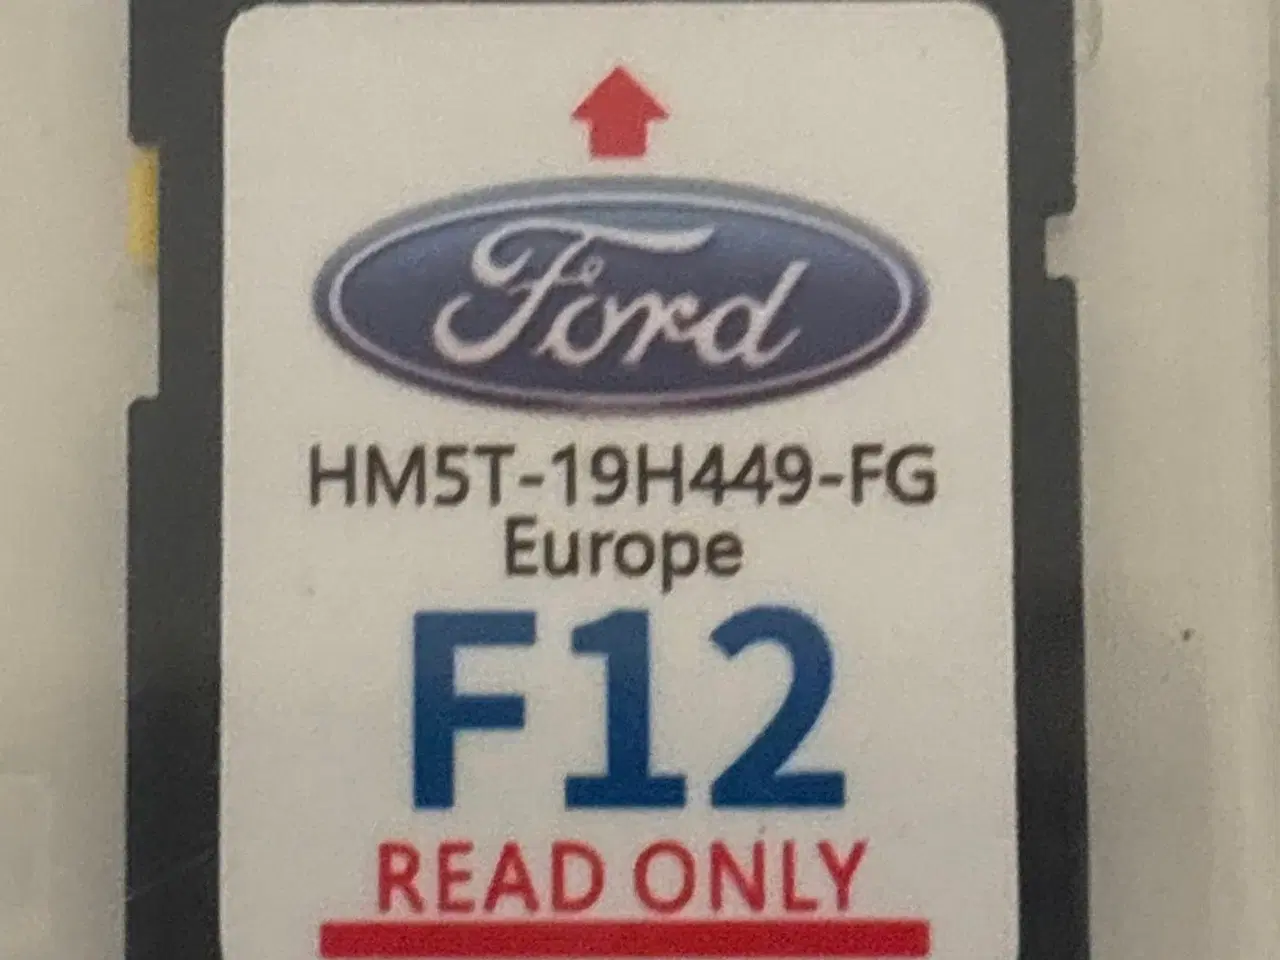 Ford
HM5T-19H449-FG
Europe
F12
READ ONLY